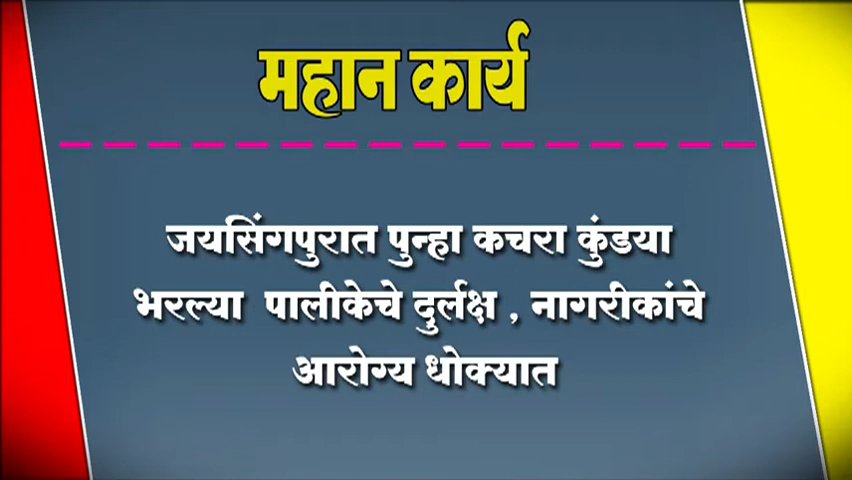 महान कार्य
जयसिंगपुरात पुन्हा कचरा कुंडया
भरल्या पालीकेचे दुर्लक्ष , नागरीकांचे
आरोग्य धोक्यात